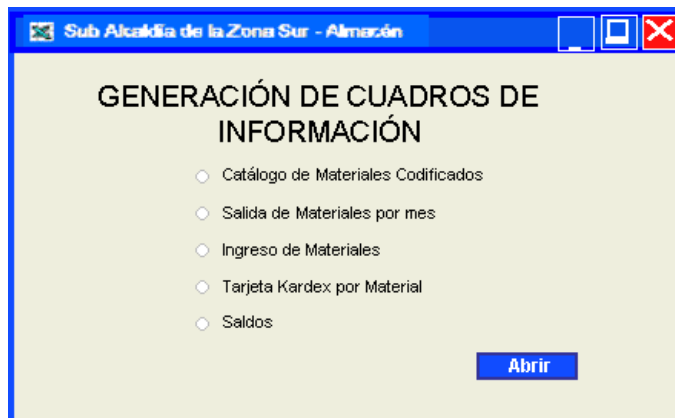 Sub Alcaldía de la Zona Sur - Almacén
GENERACIÓN DE CUADROS DE
INFORMACIÓN
Catálogo de Materiales Codificados
Salida de Materiales por mes
Ingreso de Materiales
Tarjeta Kardex por Material
Saldos
Abrir